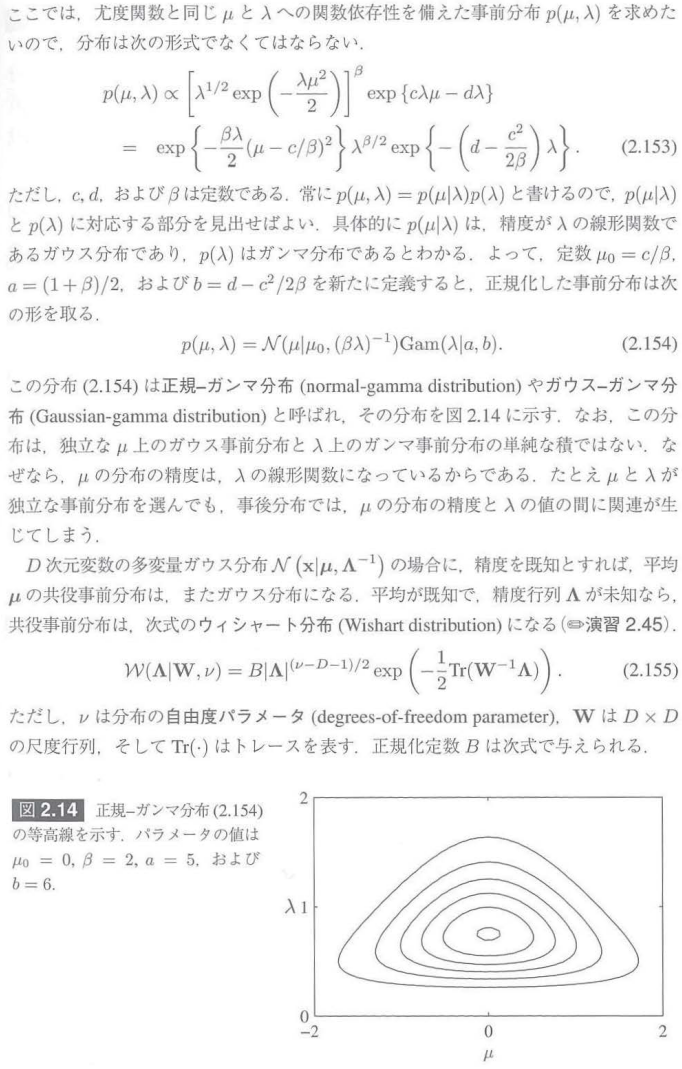 ここでは，尤度関数と同じ μ と λ への関数依存性を備えた事前分布 p(μ, λ) を求めた
いので，分布は次の形式でなくてはならない．
p(μ, λ) ∝ [λ^{1/2} exp(−λμ²/2)]^β exp{cλμ − dλ}
= exp{−βλ/2 (μ − c/β)²} λ^{β/2} exp{−(d − c²/2β) λ}. (2.153)
ただし，c, d, および β は定数である．常に p(μ, λ) = p(μ|λ)p(λ) と書けるので，p(μ|λ)
と p(λ) に対応する部分を見出せばよい．具体的に p(μ|λ) は，精度が λ の線形関数で
あるガウス分布であり，p(λ) はガンマ分布であるとわかる．よって，定数 μ₀ = c/β,
a = (1 + β)/2, および b = d − c²/2β を新たに定義すると，正規化した事前分布は次
の形を取る．
p(μ, λ) = 𝒩(μ|μ₀, (βλ)⁻¹)Gam(λ|a, b). (2.154)
この分布 (2.154) は正規–ガンマ分布 (normal-gamma distribution) やガウス–ガンマ分
布 (Gaussian-gamma distribution) と呼ばれ，その分布を図 2.14 に示す．なお，この分
布は，独立な μ 上のガウス事前分布と λ 上のガンマ事前分布の単純な積ではない．な
ぜなら，μ の分布の精度は，λ の線形関数になっているからである．たとえ μ と λ が
独立な事前分布を選んでも，事後分布では，μ の分布の精度と λ の値の間に関連が生
じてしまう．
D 次元変数の多変量ガウス分布 𝒩(x|μ, Λ⁻¹) の場合に，精度を既知とすれば，平均
μ の共役事前分布は，またガウス分布になる．平均が既知で，精度行列 Λ が未知なら，
共役事前分布は，次式のウィシャート分布 (Wishart distribution) になる (✏演習 2.45)．
𝒲(Λ|W, ν) = B|Λ|^{(ν−D−1)/2} exp(−1/2 Tr(W⁻¹Λ)). (2.155)
ただし，ν は分布の自由度パラメータ (degrees-of-freedom parameter)，W は D × D
の尺度行列，そして Tr(·) はトレースを表す．正規化定数 B は次式で与えられる．
図 2.14 正規–ガンマ分布 (2.154)
の等高線を示す．パラメータの値は
μ₀ = 0, β = 2, a = 5, および
b = 6.
2
λ 1
0
−2 0 2
μ